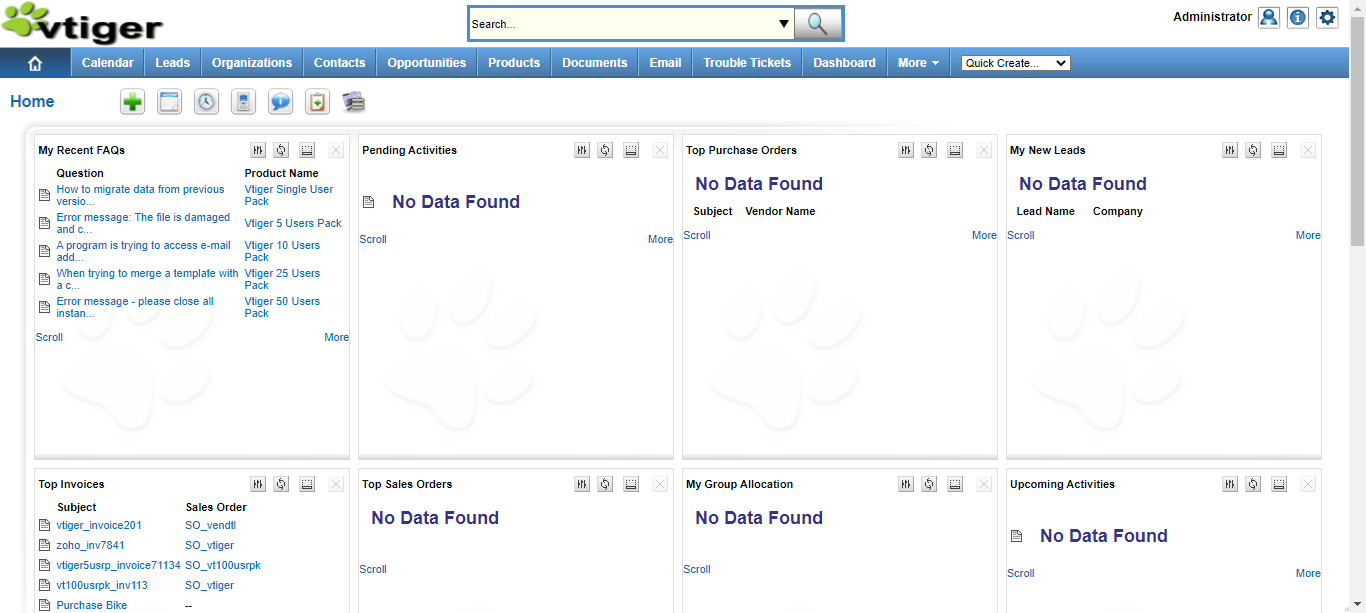 vtiger
Search...
Administrator
Calendar Leads Organizations Contacts Opportunities Products Documents Email Trouble Tickets Dashboard More Quick Create...
Home
My Recent FAQs
Question Product Name
How to migrate data from previous versio... Vtiger Single User Pack
Error message: The file is damaged and c... Vtiger 5 Users Pack
A program is trying to access e-mail add... Vtiger 10 Users Pack
When trying to merge a template with a c... Vtiger 25 Users Pack
Error message - please close all instan... Vtiger 50 Users Pack
Scroll More
Pending Activities
No Data Found
Scroll More
Top Purchase Orders
No Data Found
Subject Vendor Name
Scroll More
My New Leads
No Data Found
Lead Name Company
Scroll More
Top Invoices
Subject Sales Order
vtiger_invoice201 SO_vendtl
zoho_inv7841 SO_vtiger
vtiger5usrp_invoice71134 SO_vt100usrpk
vt100usrpk_inv113 SO_vtiger
Purchase Bike --
Top Sales Orders
No Data Found
Scroll
My Group Allocation
No Data Found
Scroll
Upcoming Activities
No Data Found
Scroll More